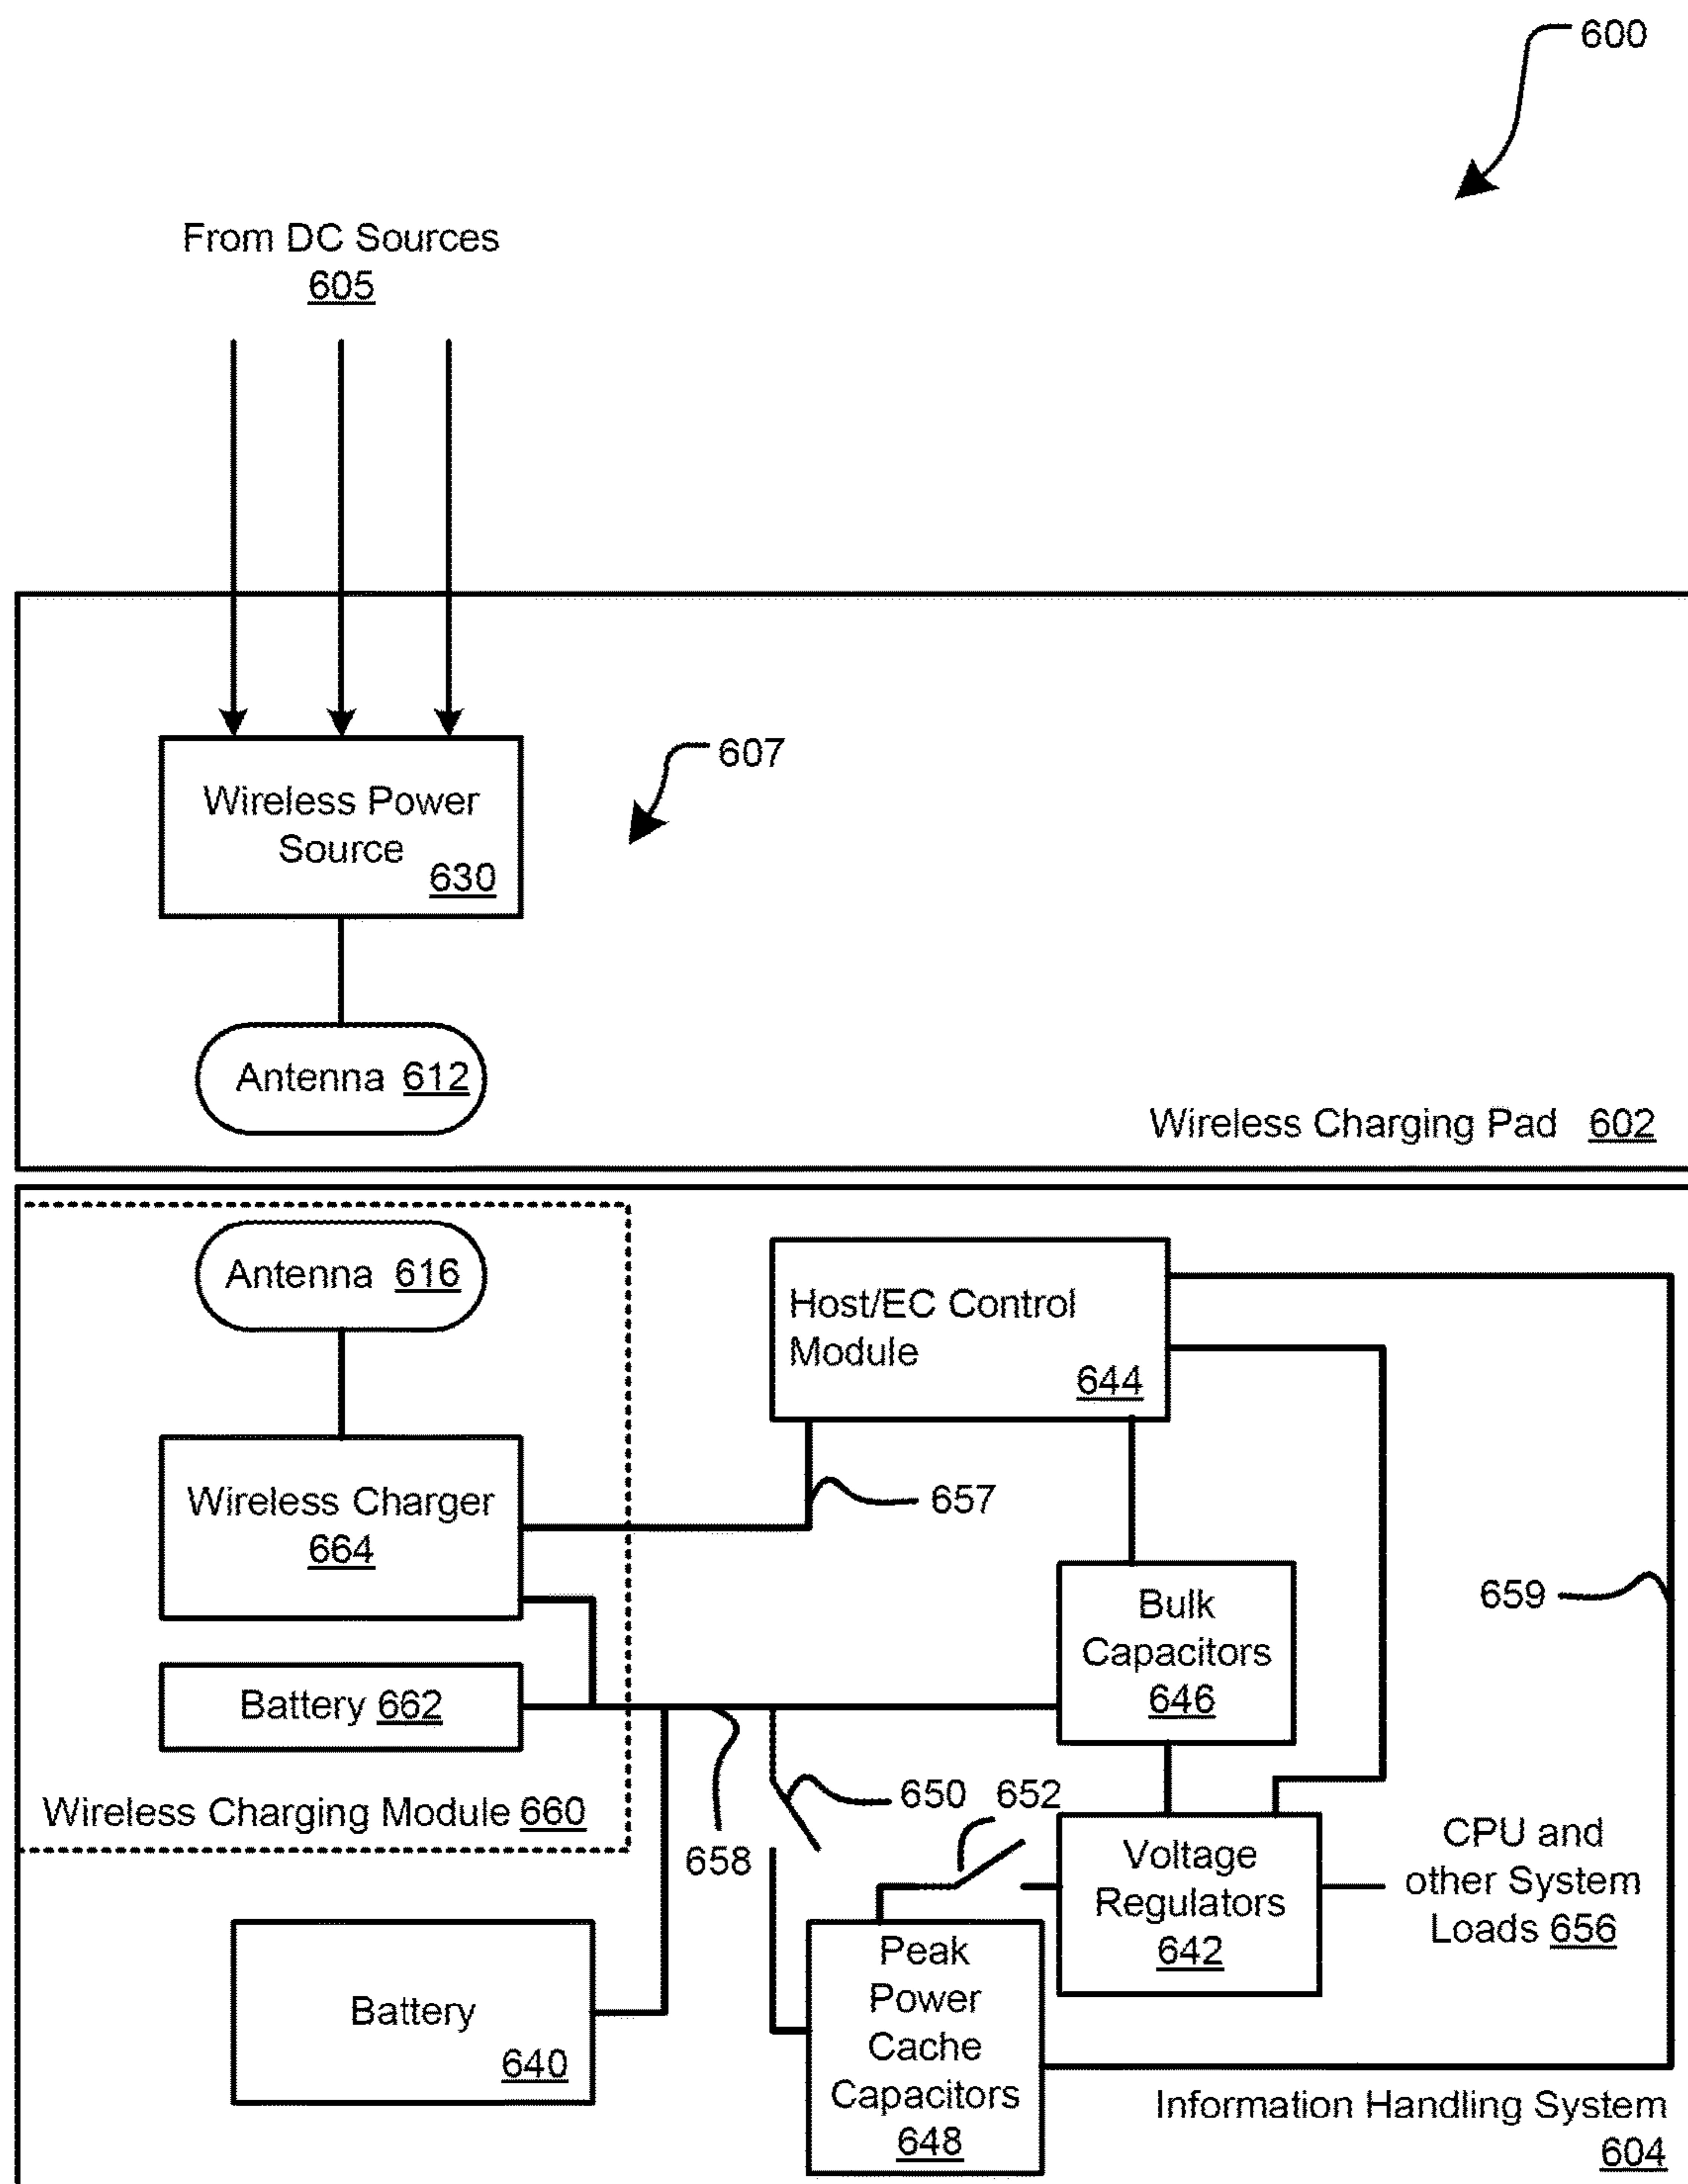 600
From DC Sources
605
607
Wireless Power
Source
630
Antenna 612
Wireless Charging Pad 602
Antenna 616
Host/EC Control
Module
644
Wireless Charger
664
657
Bulk
Capacitors
646
659
Battery 662
650
652
Wireless Charging Module 660
658
Voltage
Regulators
642
CPU and
other System
Loads 656
Battery
640
Peak
Power
Cache
Capacitors
648
Information Handling System
604